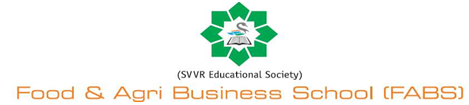 (SVVR Educational Society)
Food & Agri Business School (FABS)